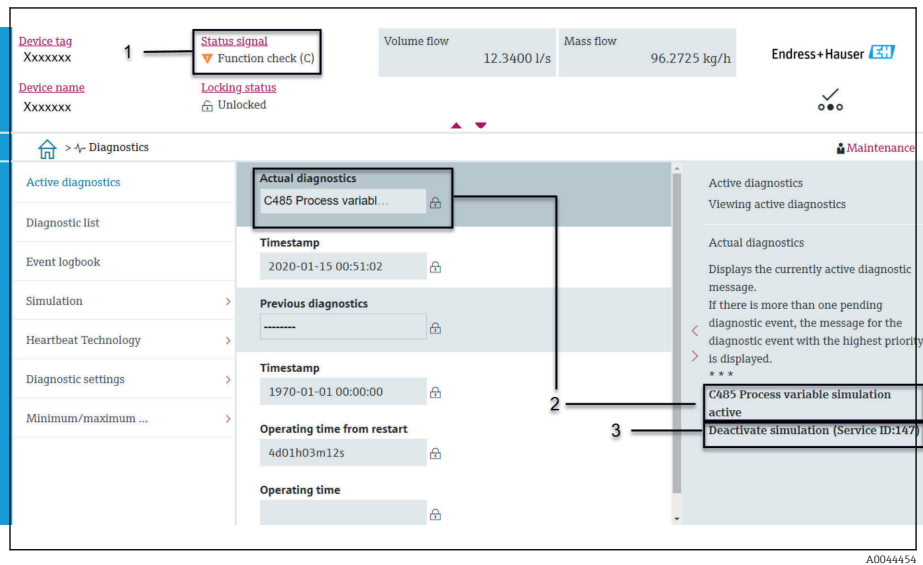 Device tag
Xxxxxxx
1
Status signal
Function check (C)
Volume flow
12.3400 l/s
Mass flow
96.2725 kg/h
Endress+Hauser EH
Device name
Xxxxxxx
Locking status
Unlocked
> Diagnostics
Maintenance
Active diagnostics
Diagnostic list
Event logbook
Simulation
Heartbeat Technology
Diagnostic settings
Minimum/maximum ...
Actual diagnostics
C485 Process variabl...
Timestamp
2020-01-15 00:51:02
Previous diagnostics
--------
Timestamp
1970-01-01 00:00:00
Operating time from restart
4d01h03m12s
Operating time
2
3
Active diagnostics
Viewing active diagnostics
Actual diagnostics
Displays the currently active diagnostic
message.
If there is more than one pending
diagnostic event, the message for the
diagnostic event with the highest priority
is displayed.
* * *
C485 Process variable simulation
active
Deactivate simulation (Service ID:147)
A0044454